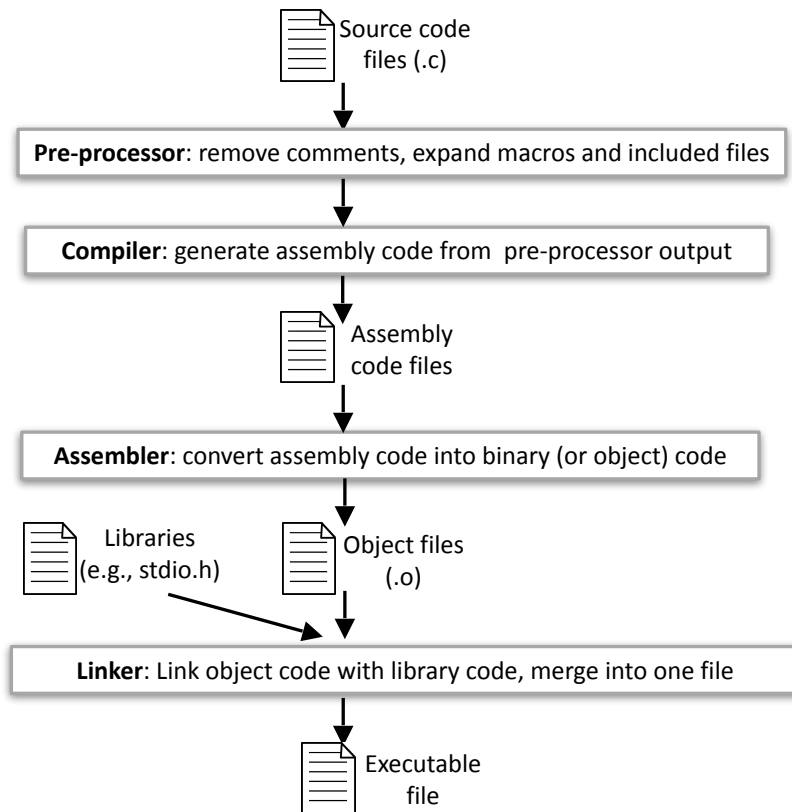 Source code
files (.c)
Pre-processor: remove comments, expand macros and included files
Compiler: generate assembly code from pre-processor output
Assembly
code files
Assembler: convert assembly code into binary (or object) code
Libraries
(e.g., stdio.h)
Object files
(.o)
Linker: Link object code with library code, merge into one file
Executable
file